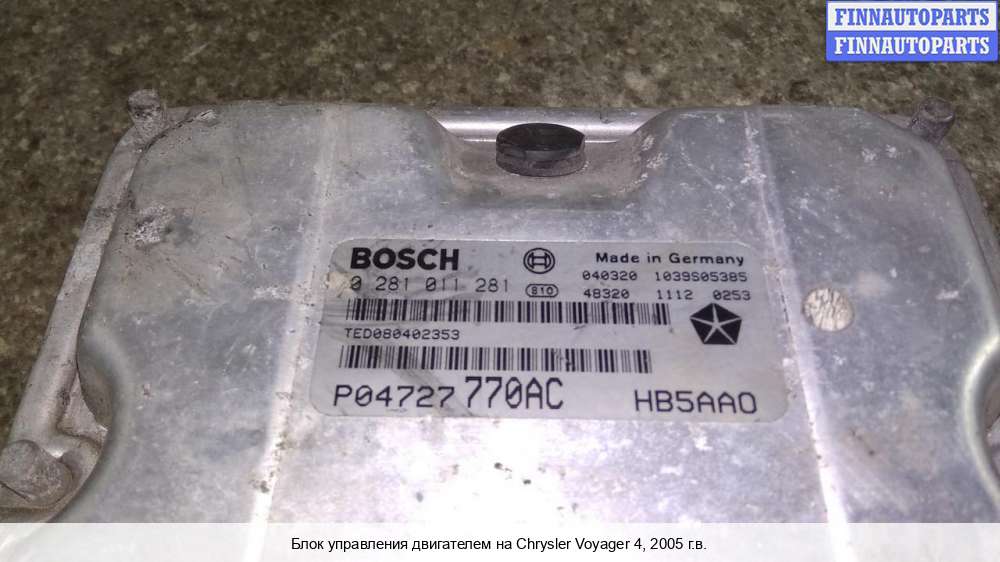 FINNAUTOPARTS
FINNAUTOPARTS
BOSCH
Made in Germany
0 281 011 281
810
040320 1039S05385
48320 1112 0253
TED080402353
P04727 770AC
HB5AA0
Блок управления двигателем на Chrysler Voyager 4, 2005 г.в.